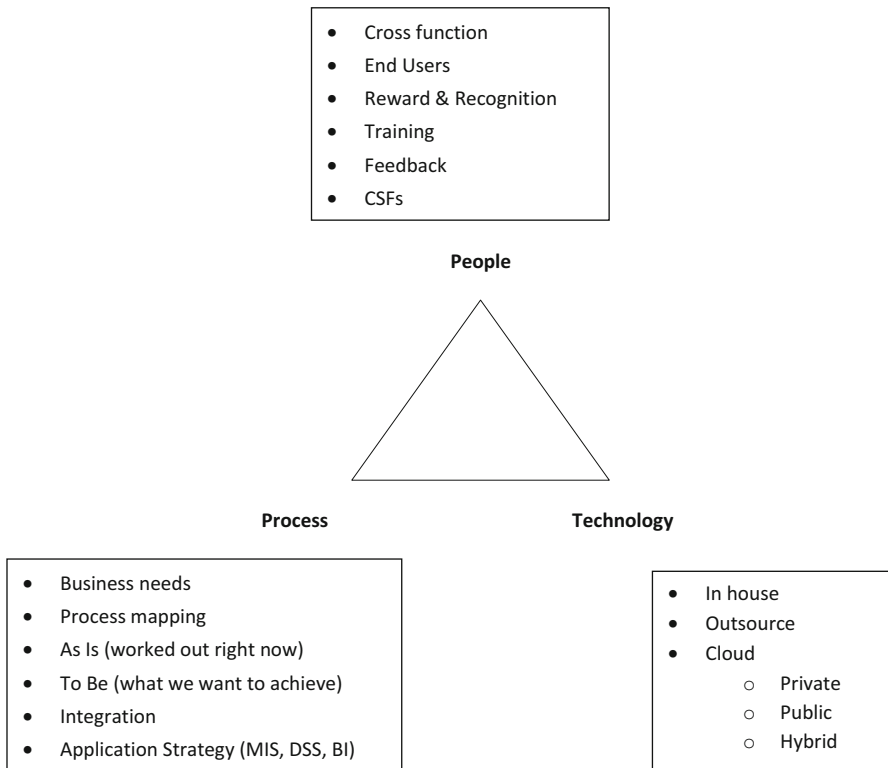 • Cross function
• End Users
• Reward & Recognition
• Training
• Feedback
• CSFs
People
Process
Technology
• Business needs
• Process mapping
• As Is (worked out right now)
• To Be (what we want to achieve)
• Integration
• Application Strategy (MIS, DSS, BI)
• In house
• Outsource
• Cloud
○ Private
○ Public
○ Hybrid